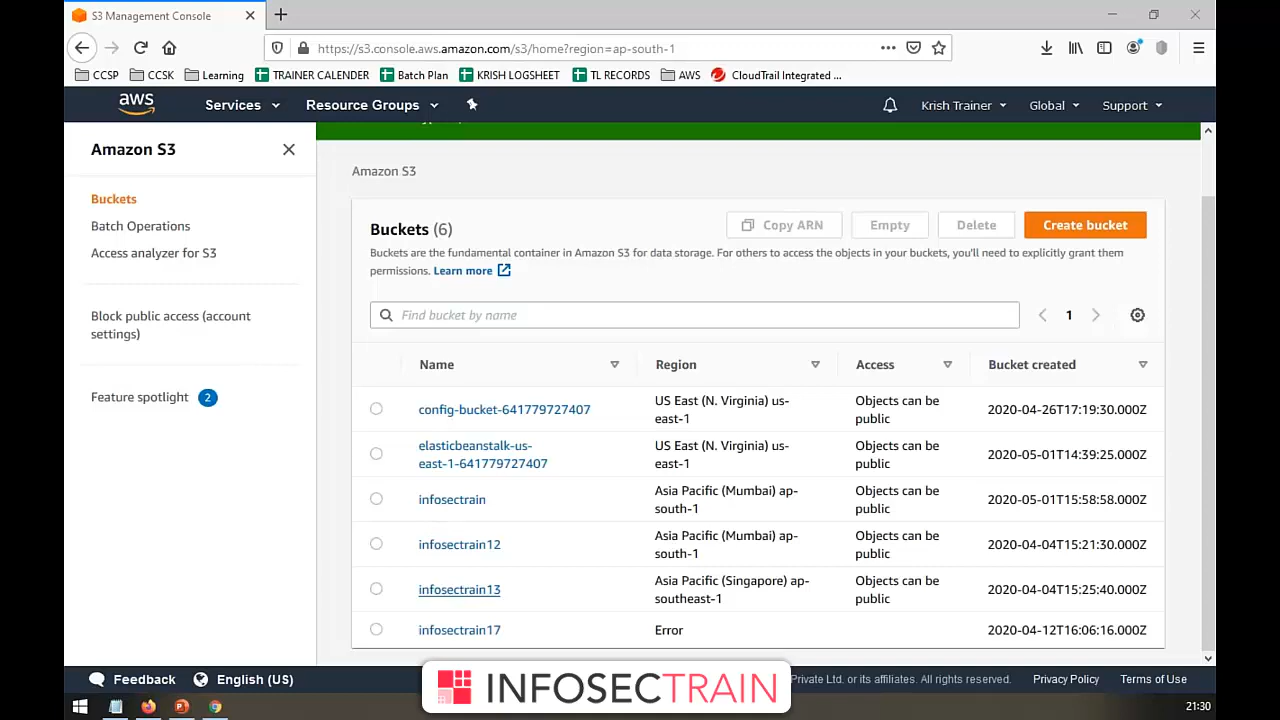 S3 Management Console
https://s3.console.aws.amazon.com/s3/home?region=ap-south-1
CCSP CCSK Learning TRAINER CALENDER Batch Plan KRISH LOGSHEET TL RECORDS AWS CloudTrail Integrated ...
aws Services Resource Groups Krish Trainer Global Support
Amazon S3
Buckets
Batch Operations
Access analyzer for S3
Block public access (account
settings)
Feature spotlight 2
Amazon S3
Buckets (6) Copy ARN Empty Delete Create bucket
Buckets are the fundamental container in Amazon S3 for data storage. For others to access the objects in your buckets, you'll need to explicitly grant them
permissions. Learn more
Find bucket by name 1
Name Region Access Bucket created
config-bucket-641779727407 US East (N. Virginia) us-east-1 Objects can be public 2020-04-26T17:19:30.000Z
elasticbeanstalk-us-east-1-641779727407 US East (N. Virginia) us-east-1 Objects can be public 2020-05-01T14:39:25.000Z
infosectrain Asia Pacific (Mumbai) ap-south-1 Objects can be public 2020-05-01T15:58:58.000Z
infosectrain12 Asia Pacific (Mumbai) ap-south-1 Objects can be public 2020-04-04T15:21:30.000Z
infosectrain13 Asia Pacific (Singapore) ap-southeast-1 Objects can be public 2020-04-04T15:25:40.000Z
infosectrain17 Error 2020-04-12T16:06:16.000Z
Feedback English (US) Private Ltd. or its affiliates. All rights reserved. Privacy Policy Terms of Use
INFOSECTRAIN
21:30